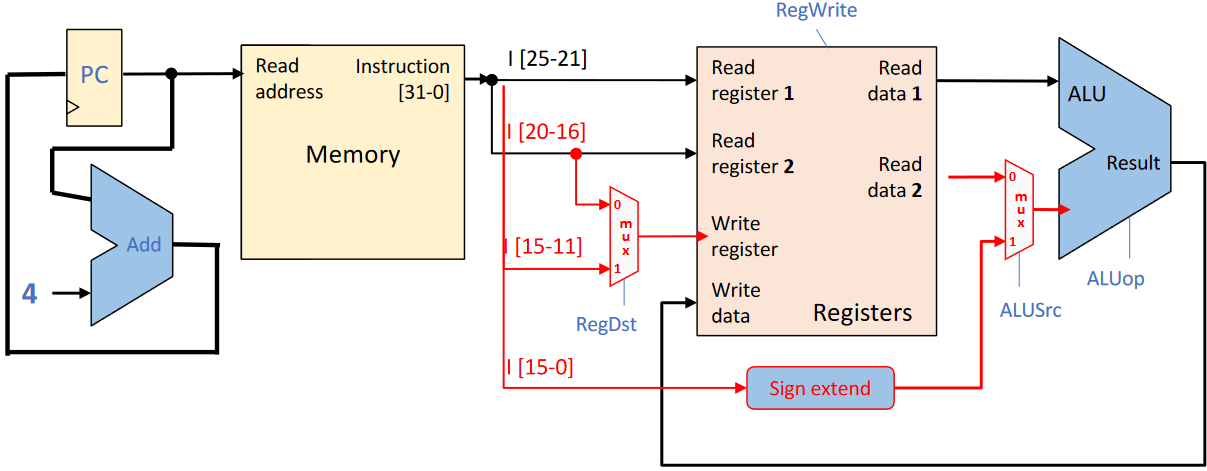 RegWrite
PC
Read
address
Instruction
[31-0]
Memory
I [25-21]
Read
register 1
Read
data 1
ALU
I [20-16]
Read
register 2
Read
data 2
Result
0
mux
1
0
mux
1
Write
register
Add
4
I [15-11]
Write
data
Registers
RegDst
ALUSrc
ALUop
I [15-0]
Sign extend